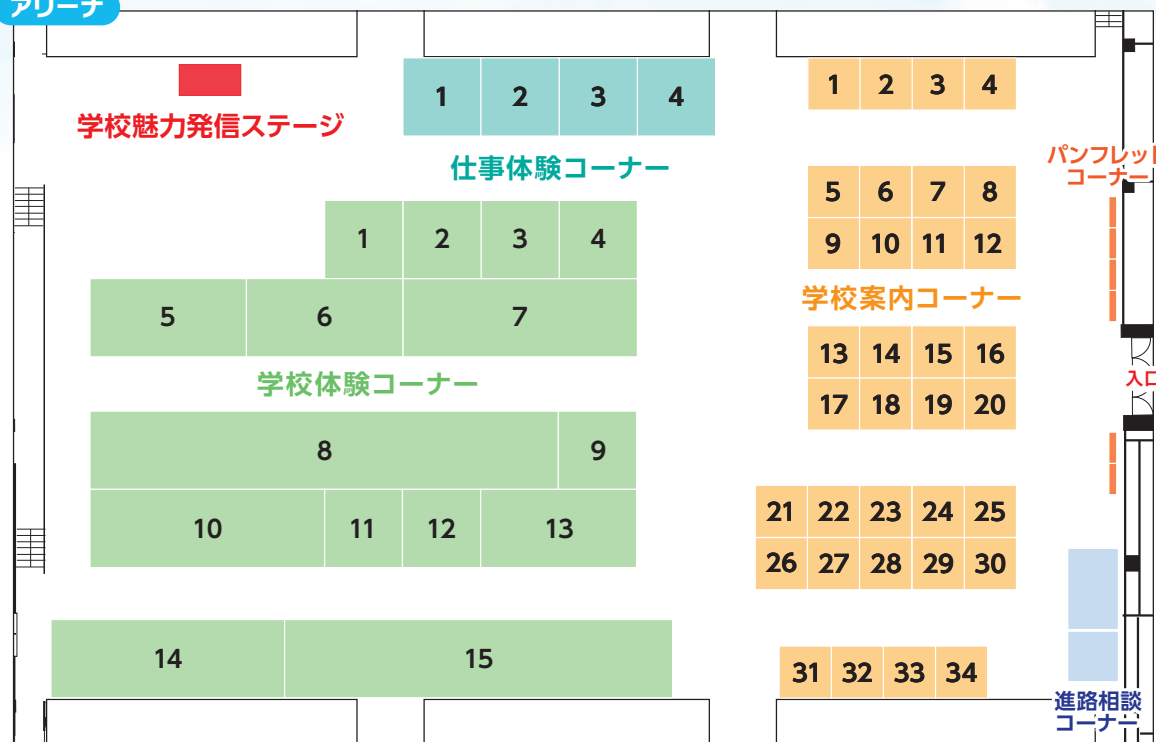 アリーナ
学校魅力発信ステージ
1 2 3 4
仕事体験コーナー
1 2 3 4
5 6 7
学校体験コーナー
8 9
10 11 12 13
14 15
1 2 3 4
5 6 7 8
9 10 11 12
学校案内コーナー
13 14 15 16
17 18 19 20
21 22 23 24 25
26 27 28 29 30
31 32 33 34
パンフレット
コーナー
入口
進路相談
コーナー